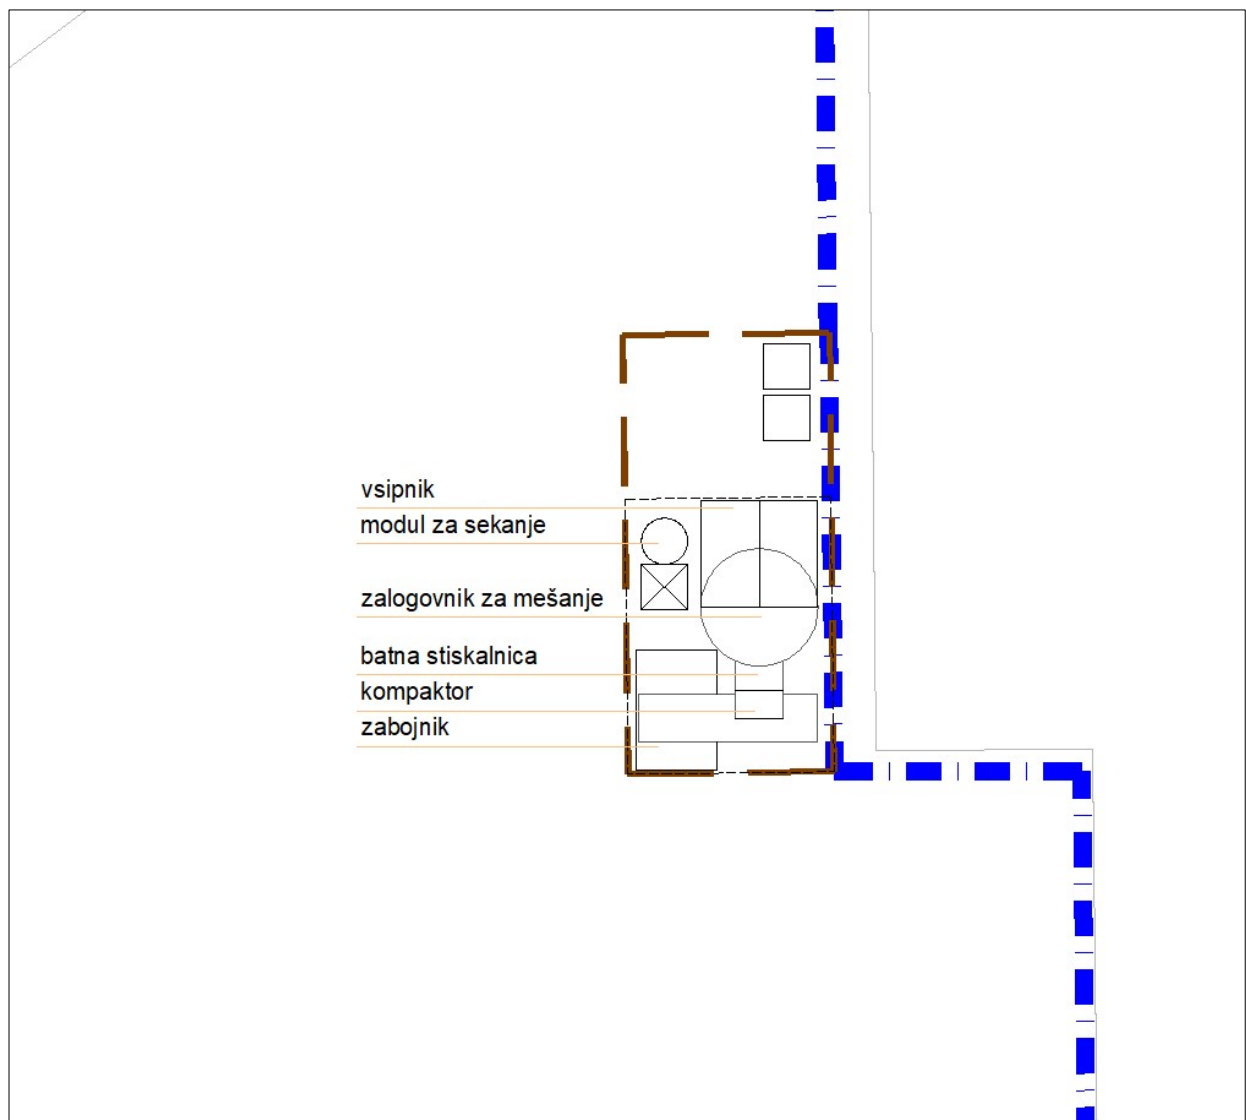 vsipnik
modul za sekanje
zalogovnik za mešanje
batna stiskalnica
kompaktor
zabojnik